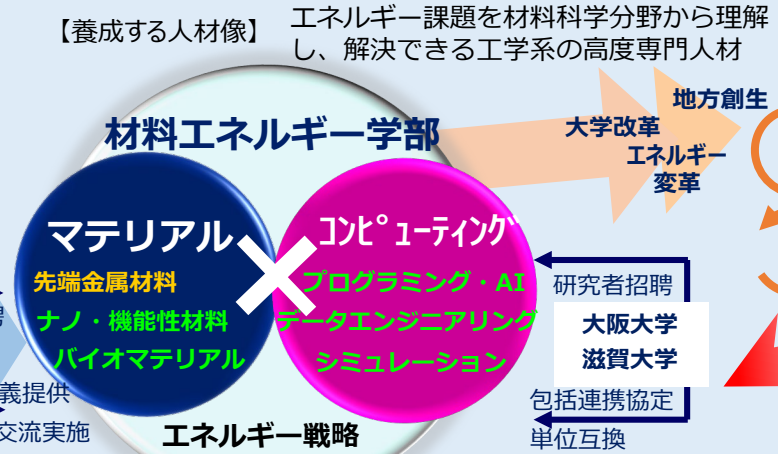 【養成する人材像】
エネルギー課題を材料科学分野から理解
し、解決できる工学系の高度専門人材
地方創生
大学改革
エネルギー
変革
材料エネルギー学部
マテリアル
先端金属材料
ナノ・機能性材料
バイオマテリアル
×
ｺﾝﾋﾟｭｰﾃｨﾝｸﾞ
プログラミング・AI
データエンジニアリング
シミュレーション
エネルギー戦略
研究者招聘
大阪大学
滋賀大学
包括連携協定
単位互換
聘
義提供
交流実施